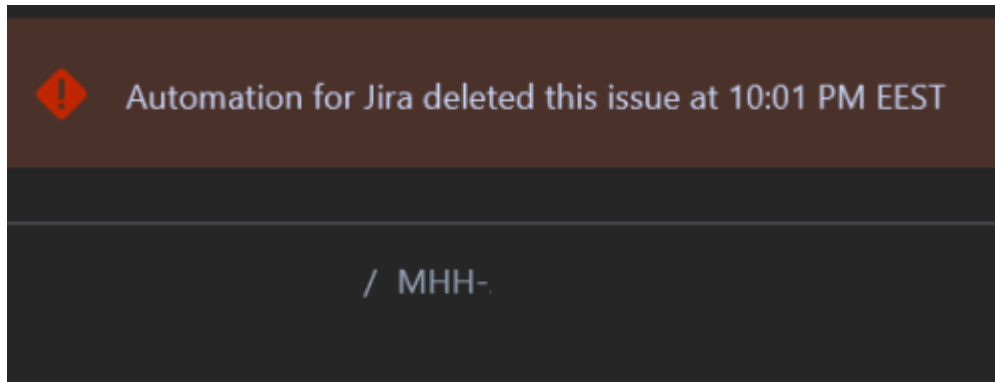 Automation for Jira deleted this issue at 10:01 PM EEST
/ MHH-